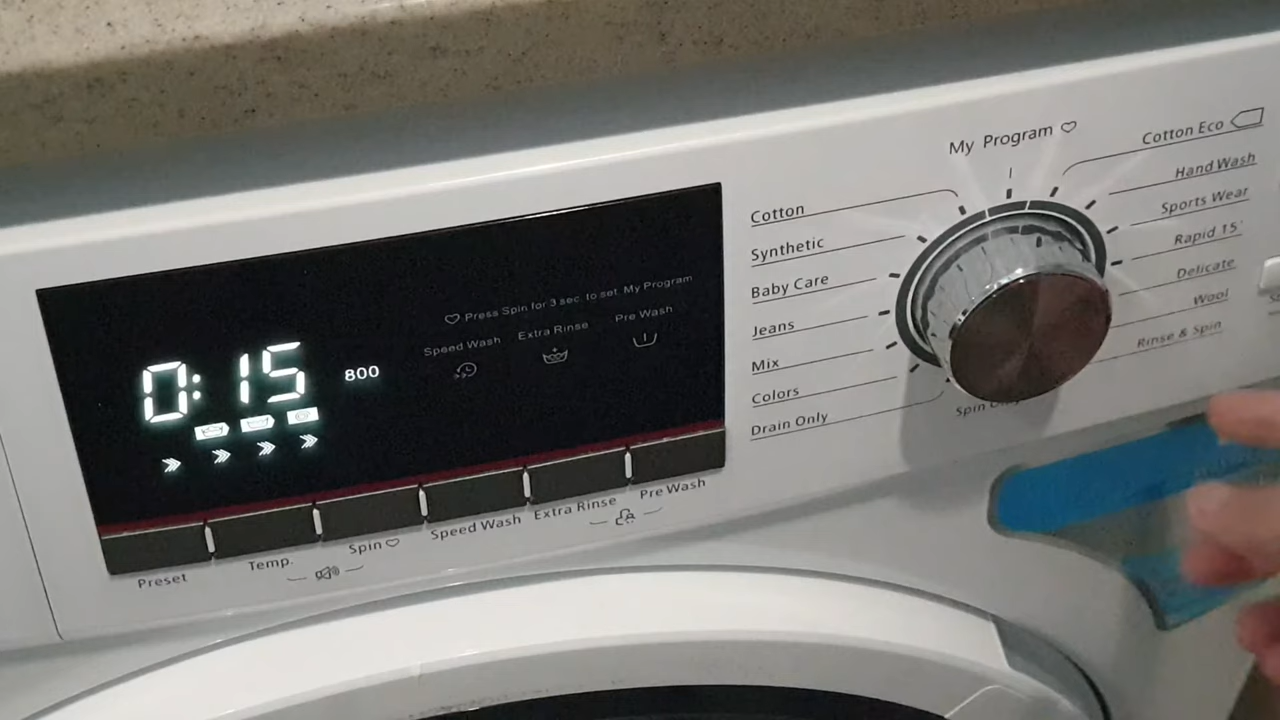 My Program
Cotton
Synthetic
Baby Care
Jeans
Mix
Colors
Drain Only
Cotton Eco
Hand Wash
Sports Wear
Rapid 15'
Delicate
Wool
Rinse & Spin
Spin
Press Spin for 3 sec. to set My Program
Speed Wash Extra Rinse Pre Wash
0:15 800
Preset Temp. Spin Speed Wash Extra Rinse Pre Wash